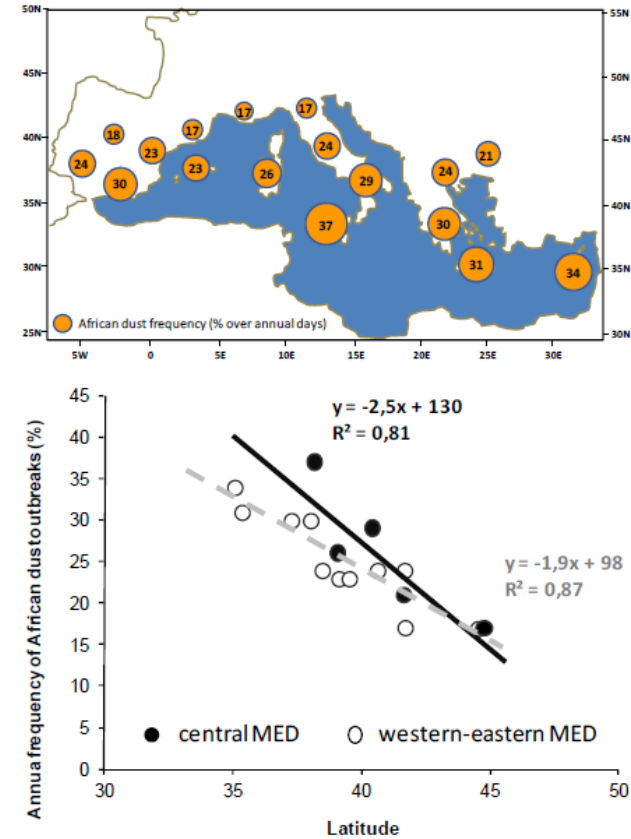 50N
55N
45N
50N
17
17
18
17
40N
45N
23
24
21
24
23
26
29
24
30
35N
40N
37
30
31
34
30N
35N
African dust frequency (% over annual days)
25N
30N
5W
0
5E
10E
15E
20E
25E
30E
45
y = -2,5x + 130
40
R² = 0,81
35
30
25
y = -1,9x + 98
R² = 0,87
20
15
10
5
central MED
western-eastern MED
0
30
35
40
45
50
Latitude
Annua frequency of African dust outbreaks (%)